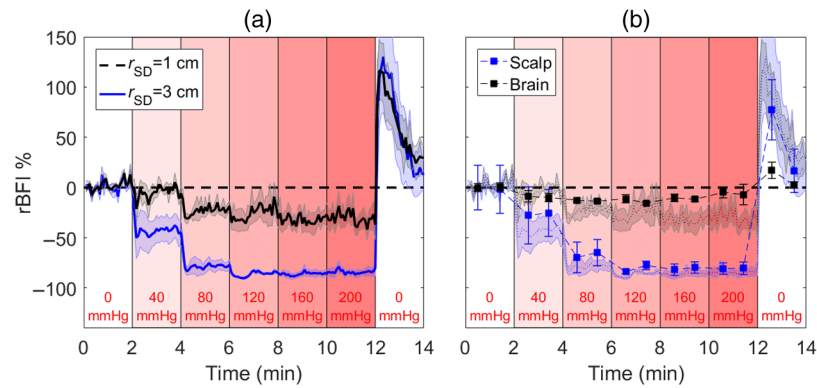 (a)
(b)
150
100
50
0
−50
−100
rBFI %
r_SD=1 cm
r_SD=3 cm
Scalp
Brain
0 mmHg
40 mmHg
80 mmHg
120 mmHg
160 mmHg
200 mmHg
0 mmHg
0 mmHg
40 mmHg
80 mmHg
120 mmHg
160 mmHg
200 mmHg
0 mmHg
0 2 4 6 8 10 12 14
0 2 4 6 8 10 12 14
Time (min)
Time (min)